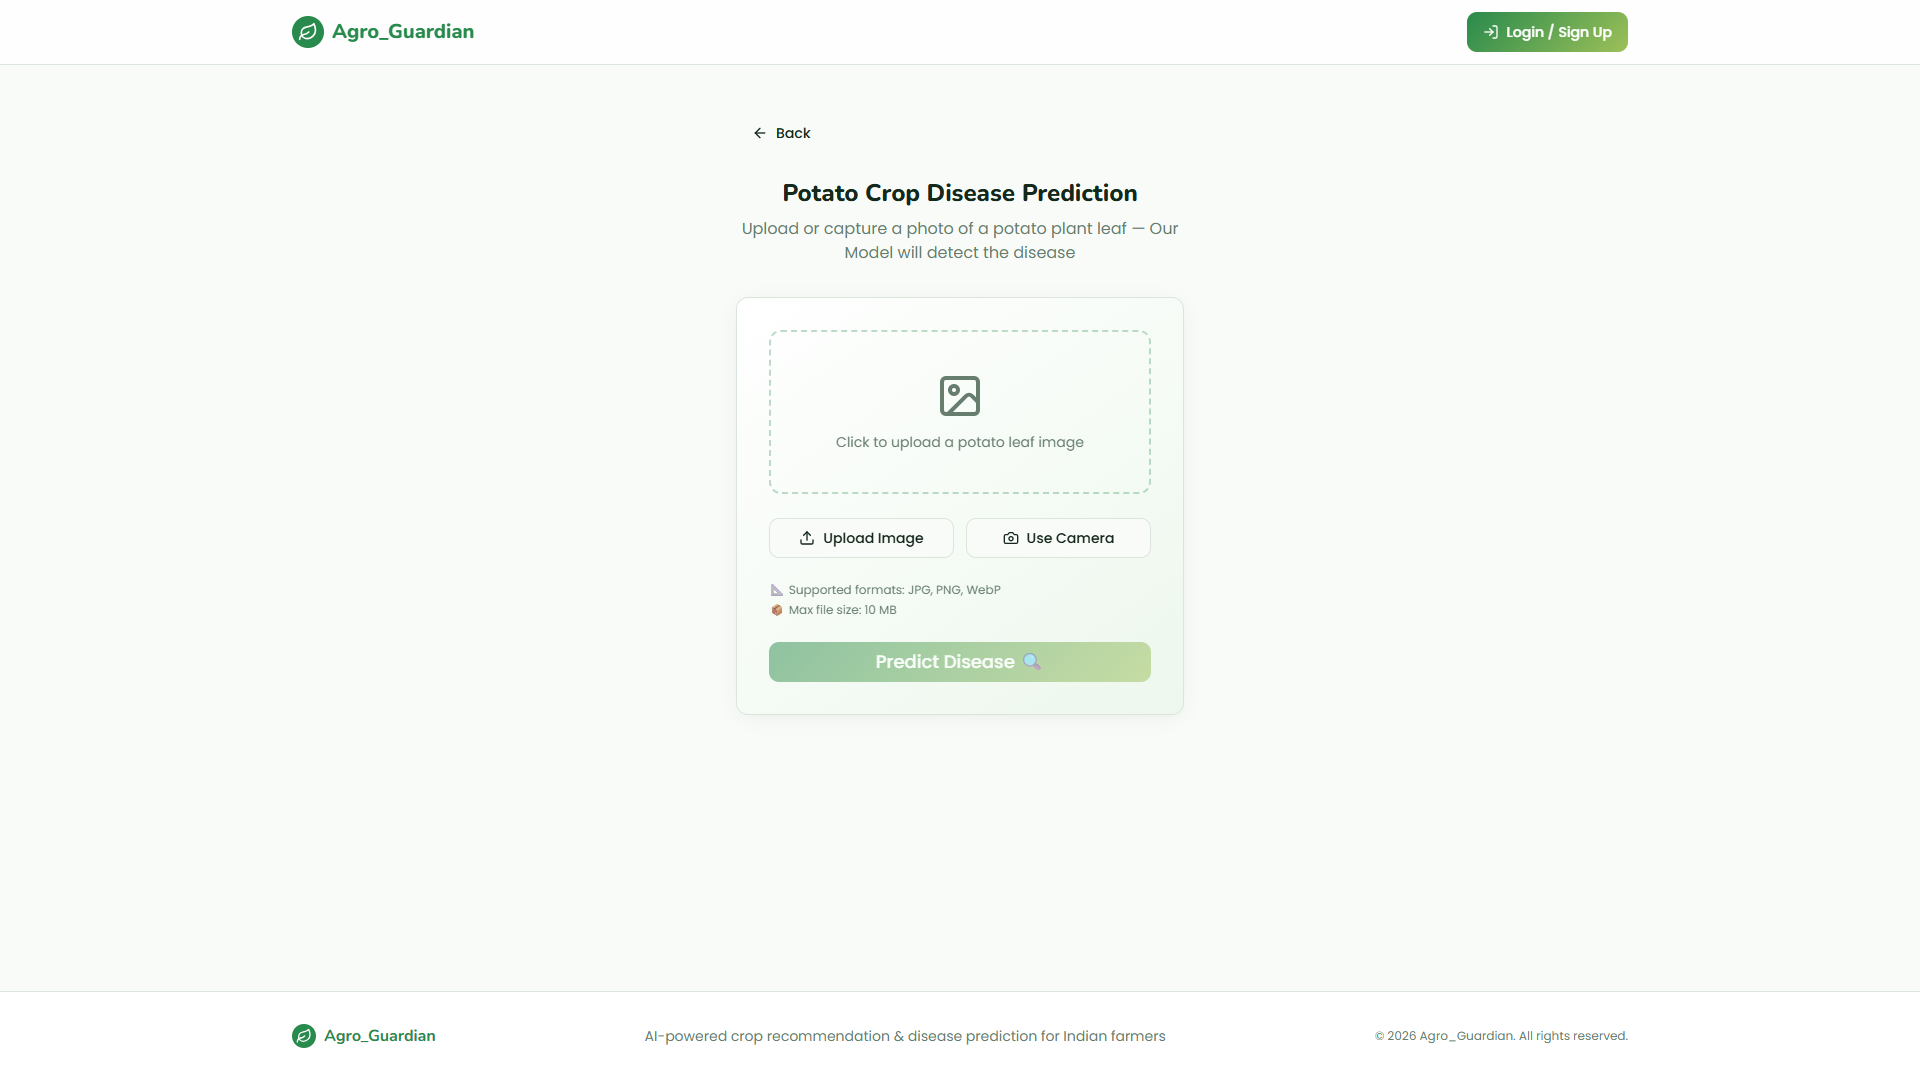 Agro_Guardian
Login / Sign Up
Back
Potato Crop Disease Prediction
Upload or capture a photo of a potato plant leaf — Our
Model will detect the disease
Click to upload a potato leaf image
Upload Image
Use Camera
📐 Supported formats: JPG, PNG, WebP
📦 Max file size: 10 MB
Predict Disease 🔍
Agro_Guardian
AI-powered crop recommendation & disease prediction for Indian farmers
© 2026 Agro_Guardian. All rights reserved.